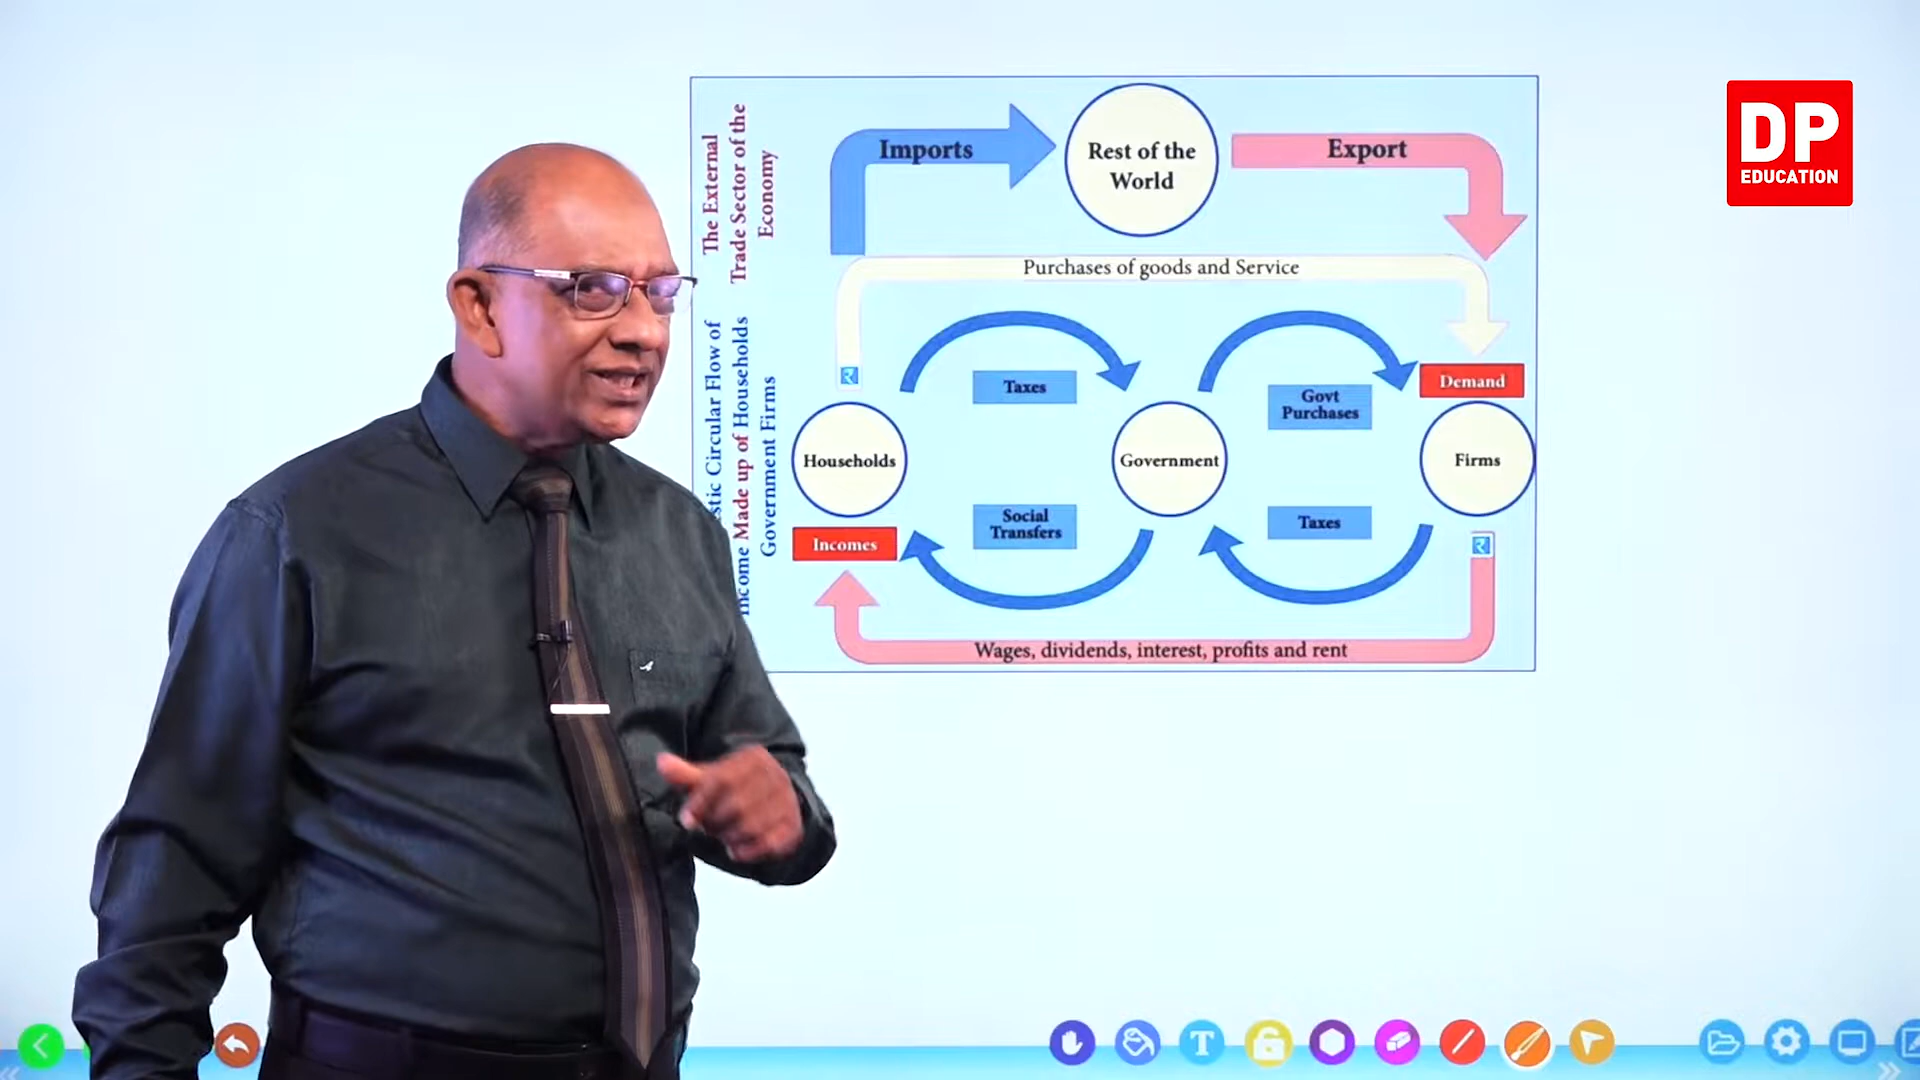 DP
EDUCATION
The External
Trade Sector of the
Economy
Imports
Rest of the
World
Export
Purchases of goods and Service
Circular Flow of
Income Made up of Households
Government Firms
Taxes
Govt
Purchases
Demand
Households
Government
Firms
Incomes
Social
Transfers
Taxes
Wages, dividends, interest, profits and rent
T